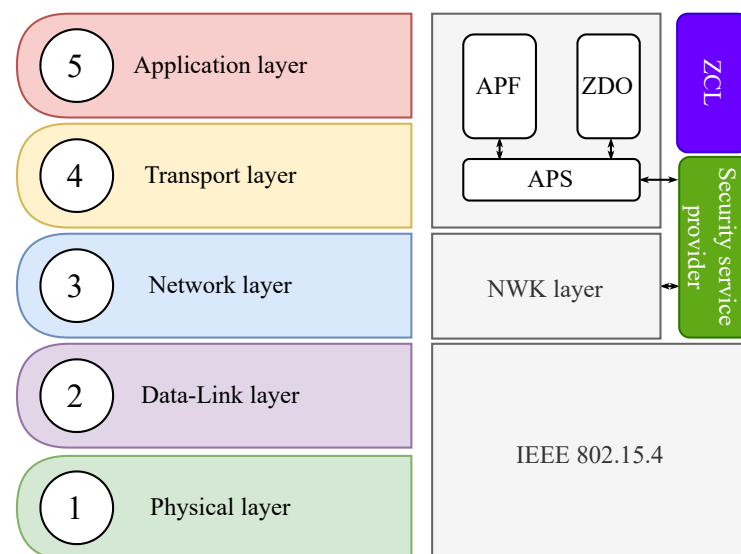 5 Application layer
4 Transport layer
3 Network layer
2 Data-Link layer
1 Physical layer
APF
ZDO
APS
ZCL
Security service
provider
NWK layer
IEEE 802.15.4